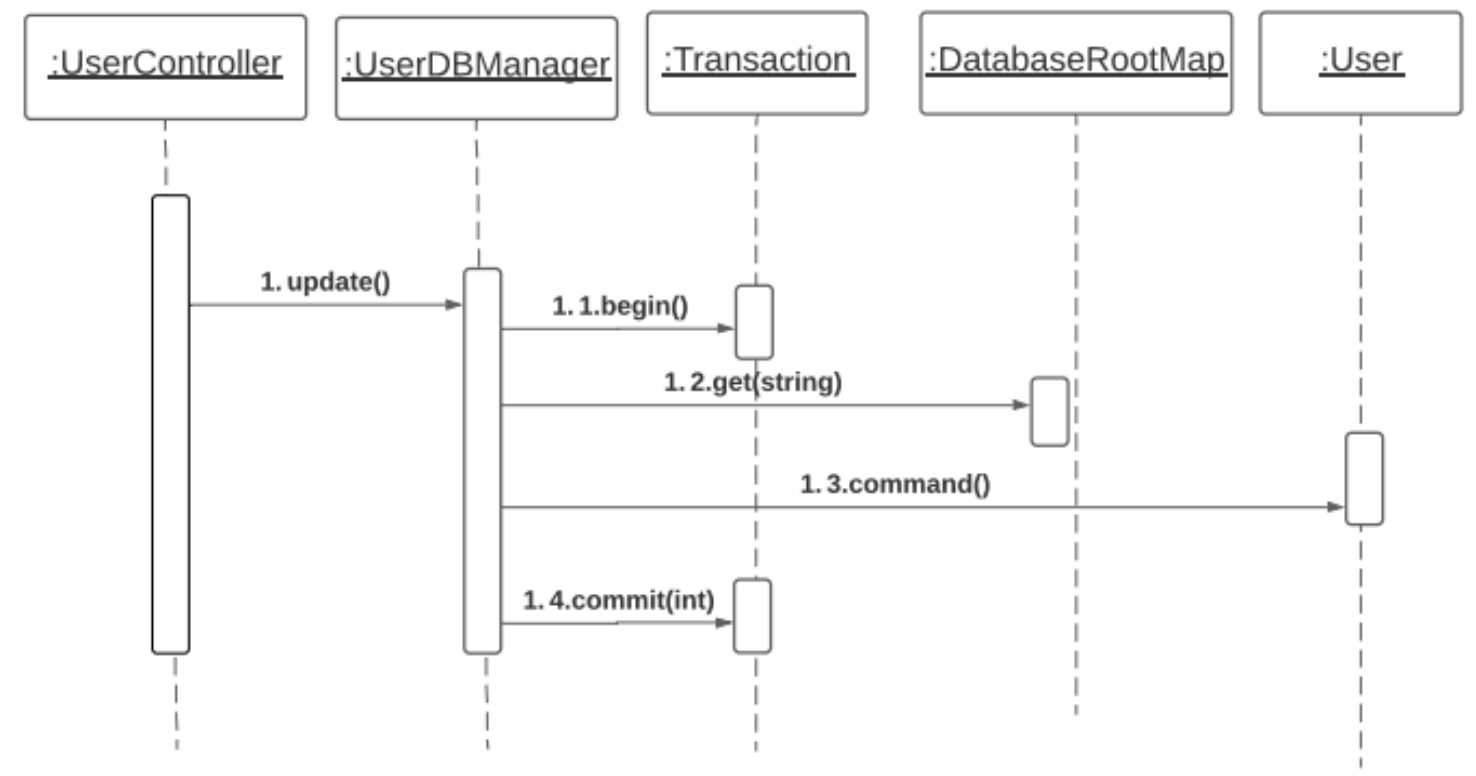 :UserController
:UserDBManager
:Transaction
:DatabaseRootMap
:User
1. update()
1. 1.begin()
1. 2.get(string)
1. 3.command()
1. 4.commit(int)